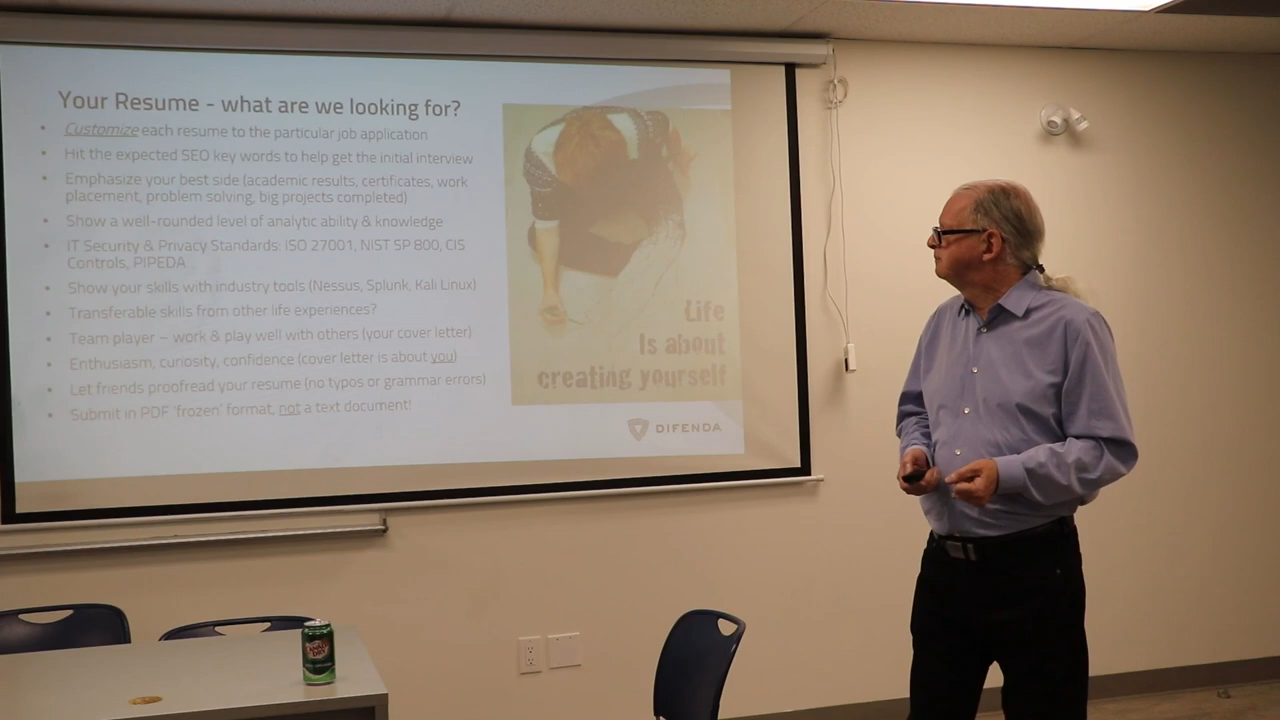 Your Resume - what are we looking for?
• Customize each resume to the particular job application
• Hit the expected SEO key words to help get the initial interview
• Emphasize your best side (academic results, certificates, work
placement, problem solving, big projects completed)
• Show a well-rounded level of analytic ability & knowledge
• IT Security & Privacy Standards: ISO 27001, NIST SP 800, CIS
Controls, PIPEDA
• Show your skills with industry tools (Nessus, Splunk, Kali Linux)
• Transferable skills from other life experiences?
• Team player – work & play well with others (your cover letter)
• Enthusiasm, curiosity, confidence (cover letter is about you)
• Let friends proofread your resume (no typos or grammar errors)
• Submit in PDF 'frozen' format, not a text document!
Life
Is about
creating yourself
DIFENDA
CANADA
DRY